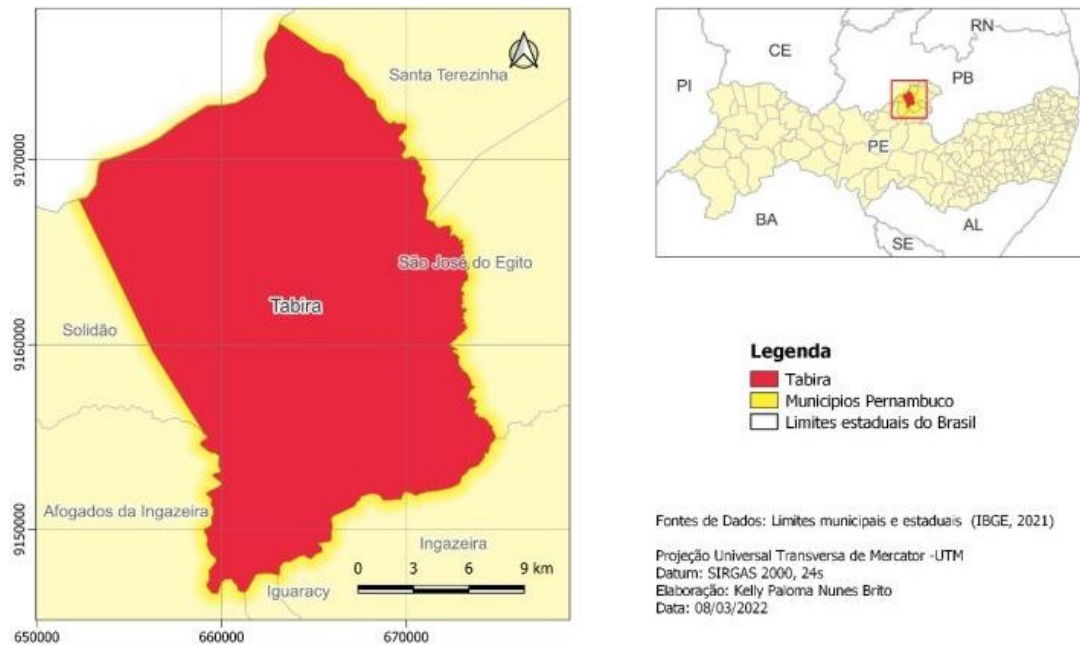 Santa Terezinha
São José do Egito
Tabira
Solidão
Afogados da Ingazeira
Ingazeira
Iguaracy
0 3 6 9 km
9170000
9160000
9150000
650000 660000 670000
RN
CE
PB
PI
PE
BA
AL
SE
Legenda
Tabira
Municipios Pernambuco
Limites estaduais do Brasil
Fontes de Dados: Limites municipais e estaduais (IBGE, 2021)
Projeção Universal Transversa de Mercator -UTM
Datum: SIRGAS 2000, 24s
Elaboração: Kelly Paloma Nunes Brito
Data: 08/03/2022